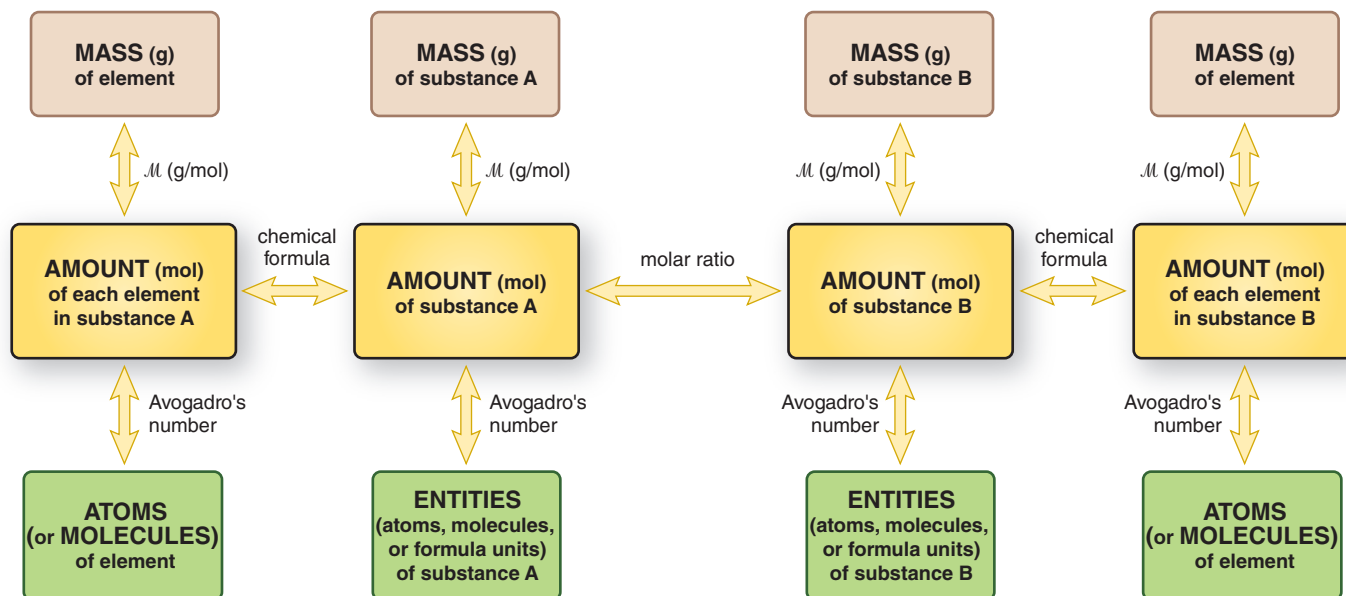 MASS (g)
of element
MASS (g)
of substance A
MASS (g)
of substance B
MASS (g)
of element
ℳ (g/mol)
ℳ (g/mol)
ℳ (g/mol)
ℳ (g/mol)
AMOUNT (mol)
of each element
in substance A
chemical
formula
AMOUNT (mol)
of substance A
molar ratio
AMOUNT (mol)
of substance B
chemical
formula
AMOUNT (mol)
of each element
in substance B
Avogadro's
number
Avogadro's
number
Avogadro's
number
Avogadro's
number
ATOMS
(or MOLECULES)
of element
ENTITIES
(atoms, molecules,
or formula units)
of substance A
ENTITIES
(atoms, molecules,
or formula units)
of substance B
ATOMS
(or MOLECULES)
of element